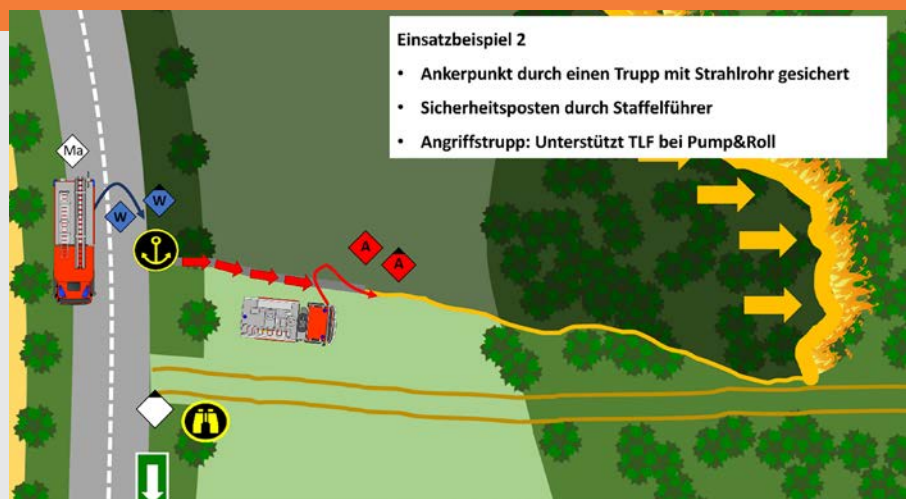 Einsatzbeispiel 2
• Ankerpunkt durch einen Trupp mit Strahlrohr gesichert
• Sicherheitsposten durch Staffelführer
• Angriffstrupp: Unterstützt TLF bei Pump&Roll
Ma
W
W
A
A